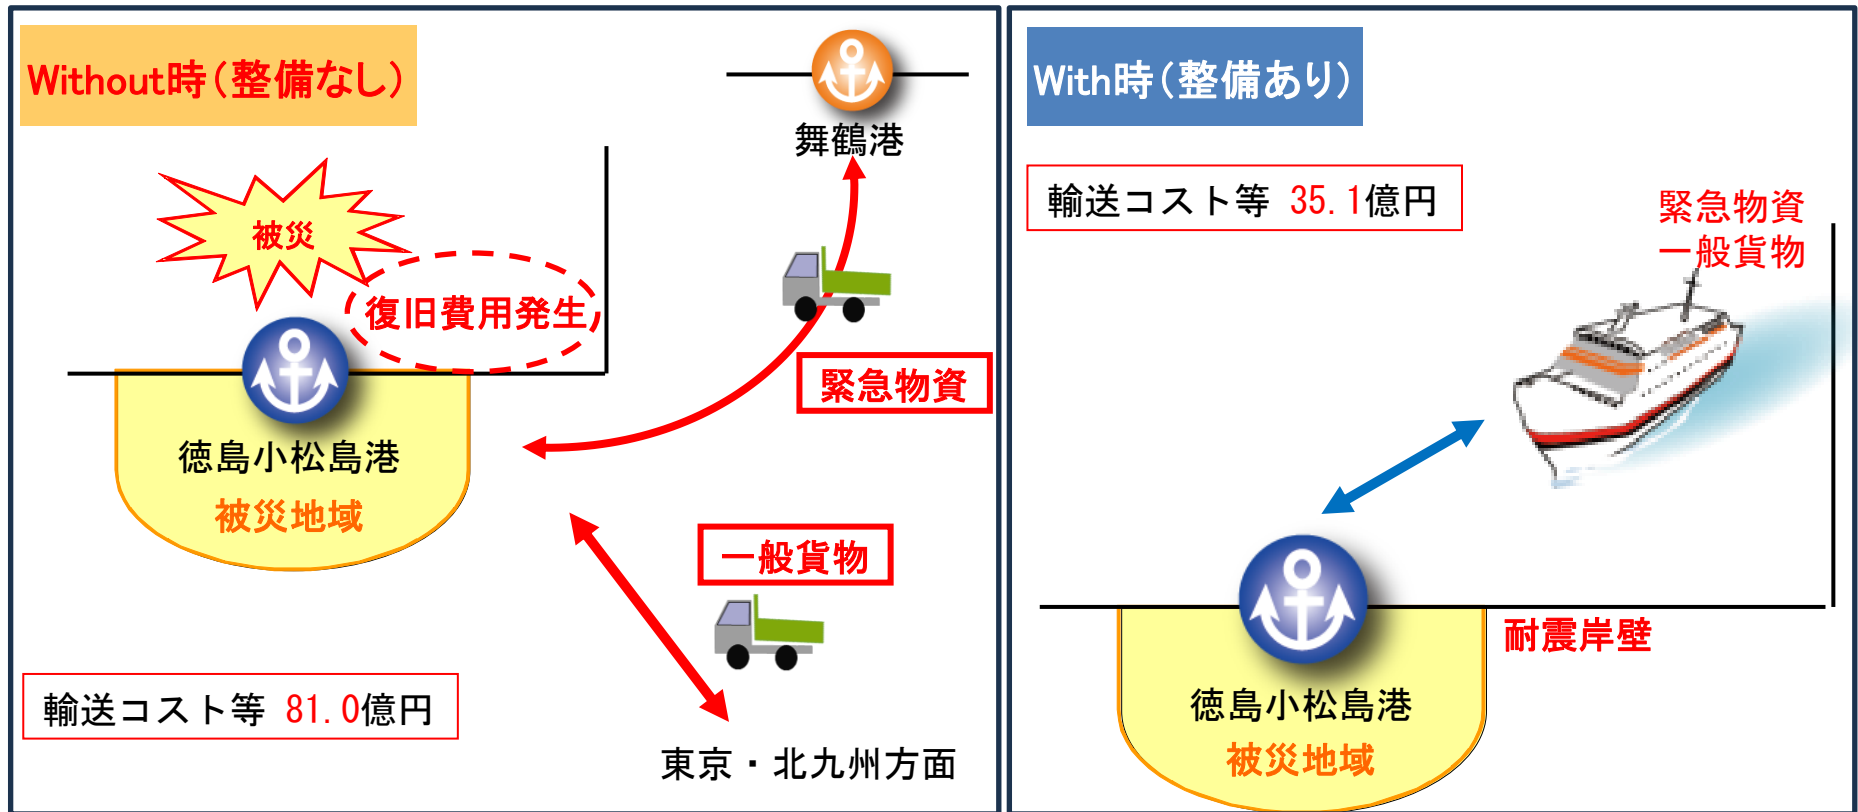 Without時（整備なし）
舞鶴港
被災
復旧費用発生
緊急物資
徳島小松島港
被災地域
一般貨物
輸送コスト等 81.0億円
東京・北九州方面
With時（整備あり）
輸送コスト等 35.1億円
緊急物資
一般貨物
耐震岸壁
徳島小松島港
被災地域